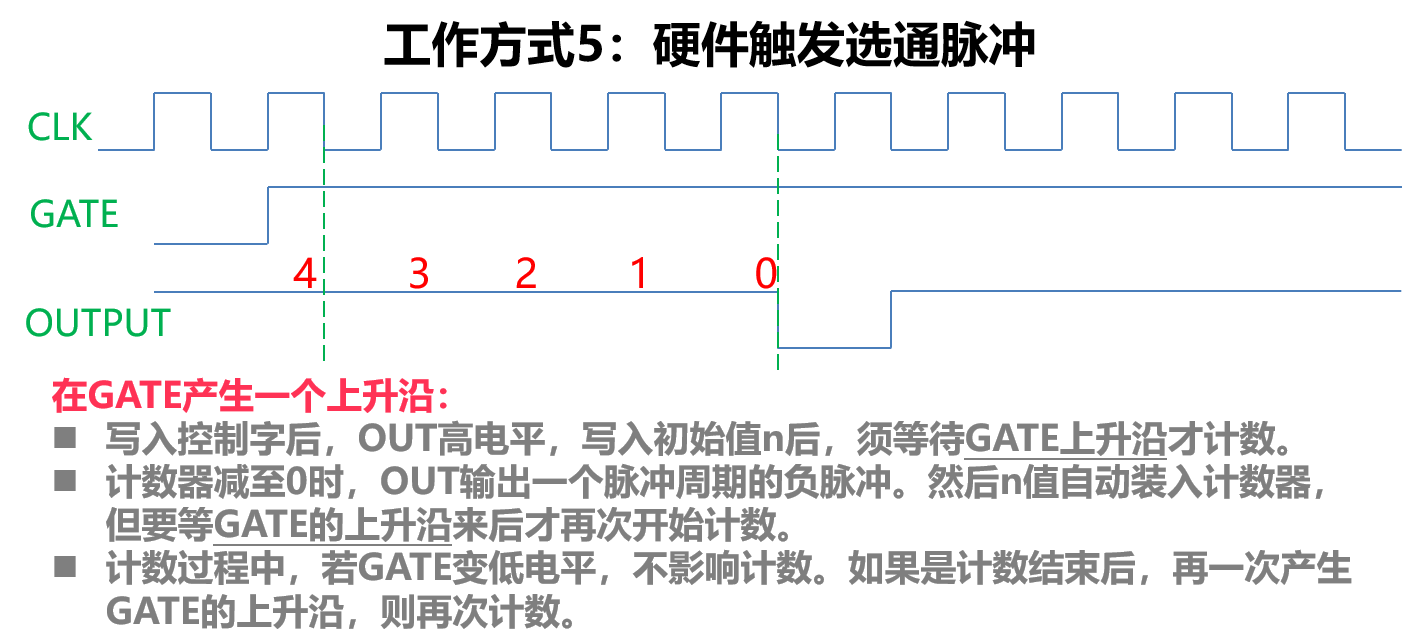 工作方式5：硬件触发选通脉冲
CLK
GATE
4 3 2 1 0
OUTPUT
在GATE产生一个上升沿：
■ 写入控制字后，OUT高电平，写入初始值n后，须等待GATE上升沿才计数。
■ 计数器减至0时，OUT输出一个脉冲周期的负脉冲。然后n值自动装入计数器，
但要等GATE的上升沿来后才再次开始计数。
■ 计数过程中，若GATE变低电平，不影响计数。如果是计数结束后，再一次产生
GATE的上升沿，则再次计数。